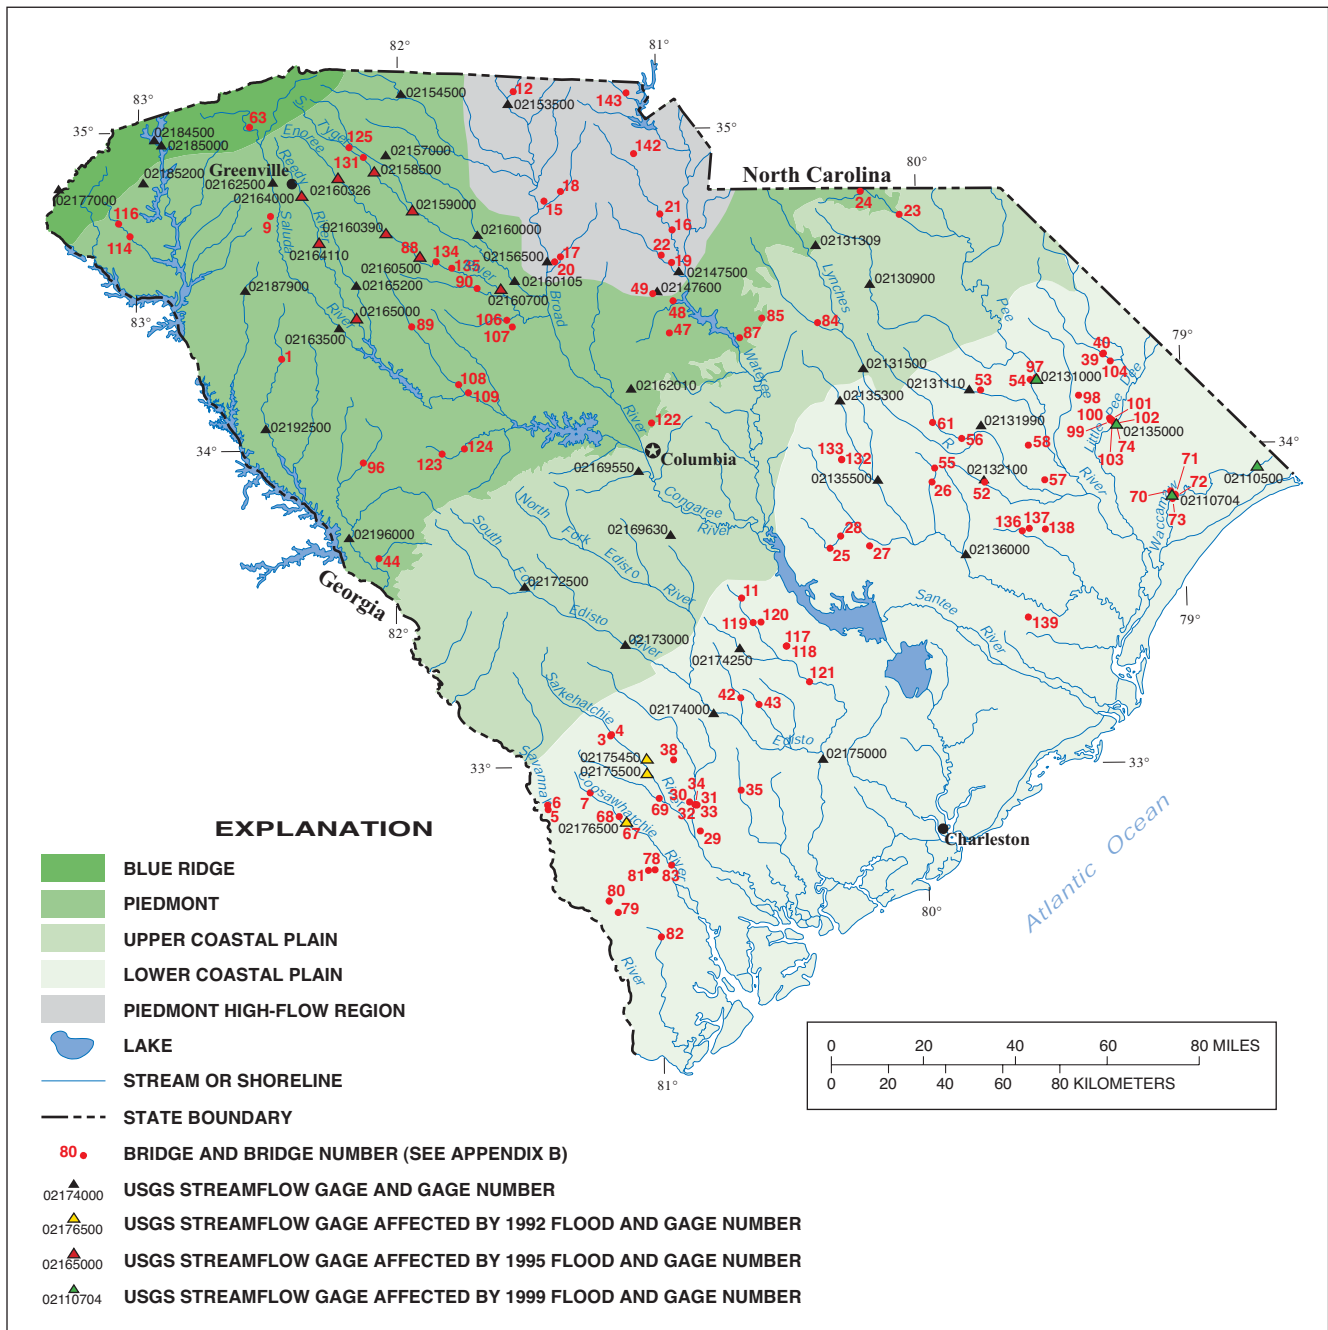 82°
81°
83°
35°
63
02154500
12
02153500
143
35°
02184500
02185000
S.
Tyger
Enoree
125
131
02157000
02158500
142
North Carolina
80°
02185200
Greenville
02162500
Reedy
02160326
02164000
02177000
116
114
9
Saluda
River
02159000
02160390
02164110
18
15
21
16
24
23
02160000
88
134
135
02156500
17
20
22
19
02147500
02131309
02187900
02160500
02165200
90
River
02160105
02160700
Broad
49
02147600
02130900
Lynches
Pee
83°
02165000
River
89
106
107
48
47
85
87
84
79°
02163500
1
Wateree
40
39
104
02131500
97
54
02131000
108
109
02162010
02131110
53
98
Dee
Little Pee
02135300
101
100
102
99
02135000
River
122
61
02131990
R.
56
58
74
103
34°
02192500
124
123
96
Columbia
133
132
02135500
34°
02169550
55
26
02132100
52
57
River
71
02110500
70
72
02110704
73
Waccamaw
R.
North
Fork
Edisto
River
South
Fork
Edisto
River
Congaree
River
02169630
28
25
27
136
137
138
02136000
02196000
44
Georgia
82°
02172500
11
119
120
Santee
River
139
79°
02173000
117
118
02174250
121
42
43
Salkehatchie
02174000
Edisto
4
3
02175450
02175500
38
02175000
33°
33°
Savanna
Coosawhatchie
River
6
5
7
34
30
31
32
33
35
69
68
67
02176500
29
78
81
83
River
80
79
82
River
Charleston
80°
Atlantic Ocean
81°
EXPLANATION
BLUE RIDGE
PIEDMONT
UPPER COASTAL PLAIN
LOWER COASTAL PLAIN
PIEDMONT HIGH-FLOW REGION
LAKE
STREAM OR SHORELINE
STATE BOUNDARY
80 BRIDGE AND BRIDGE NUMBER (SEE APPENDIX B)
02174000 USGS STREAMFLOW GAGE AND GAGE NUMBER
02176500 USGS STREAMFLOW GAGE AFFECTED BY 1992 FLOOD AND GAGE NUMBER
02165000 USGS STREAMFLOW GAGE AFFECTED BY 1995 FLOOD AND GAGE NUMBER
02110704 USGS STREAMFLOW GAGE AFFECTED BY 1999 FLOOD AND GAGE NUMBER
0 20 40 60 80 MILES
0 20 40 60 80 KILOMETERS